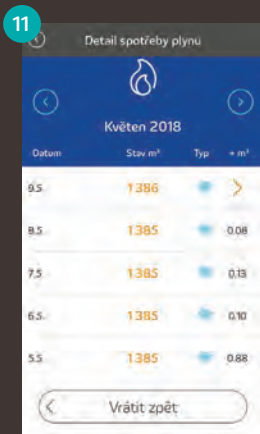 11
Detail spotřeby plynu
Květen 2018
Datum Stav m³ Typ + m³
9.5. 1386
8.5. 1385 0.08
7.5. 1385 0.13
6.5. 1385 0.10
5.5. 1385 0.88
Vrátit zpět